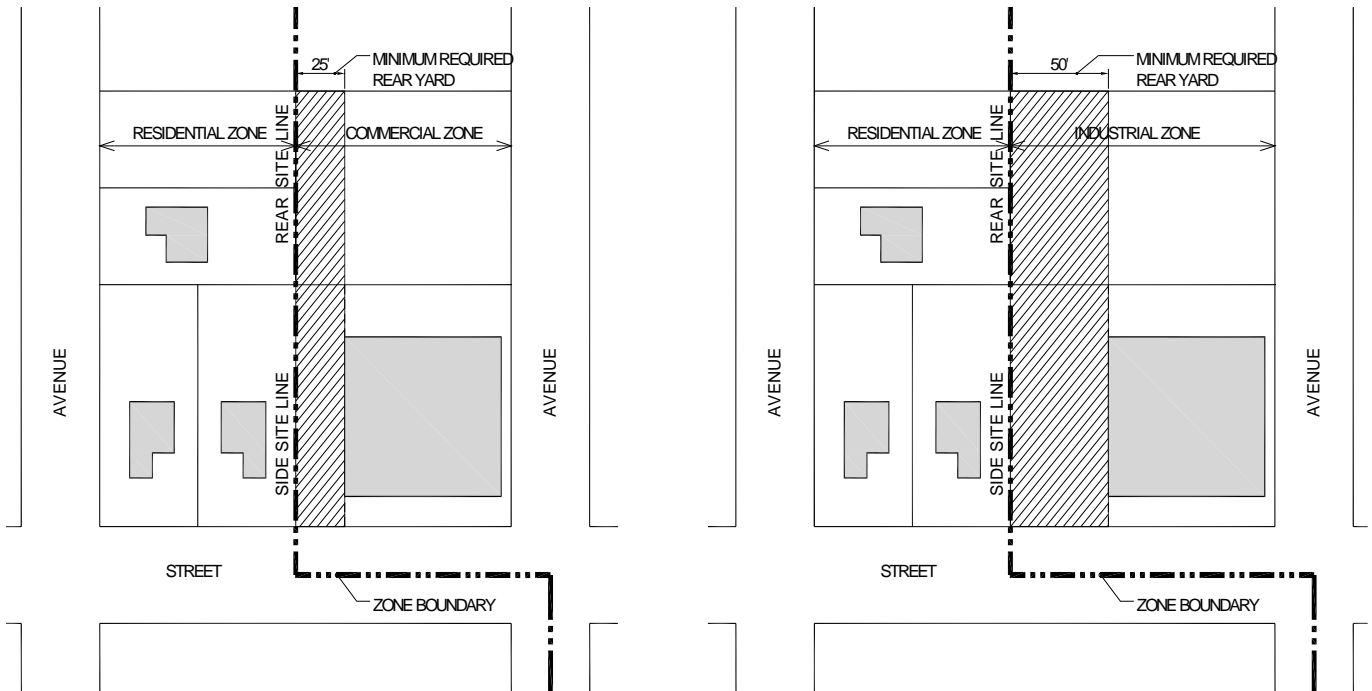 25'
MINIMUM REQUIRED
REAR YARD
RESIDENTIAL ZONE
COMMERCIAL ZONE
REAR SITE LINE
SIDE SITE LINE
AVENUE
AVENUE
STREET
ZONE BOUNDARY
50'
MINIMUM REQUIRED
REAR YARD
RESIDENTIAL ZONE
INDUSTRIAL ZONE
REAR SITE LINE
SIDE SITE LINE
AVENUE
AVENUE
STREET
ZONE BOUNDARY